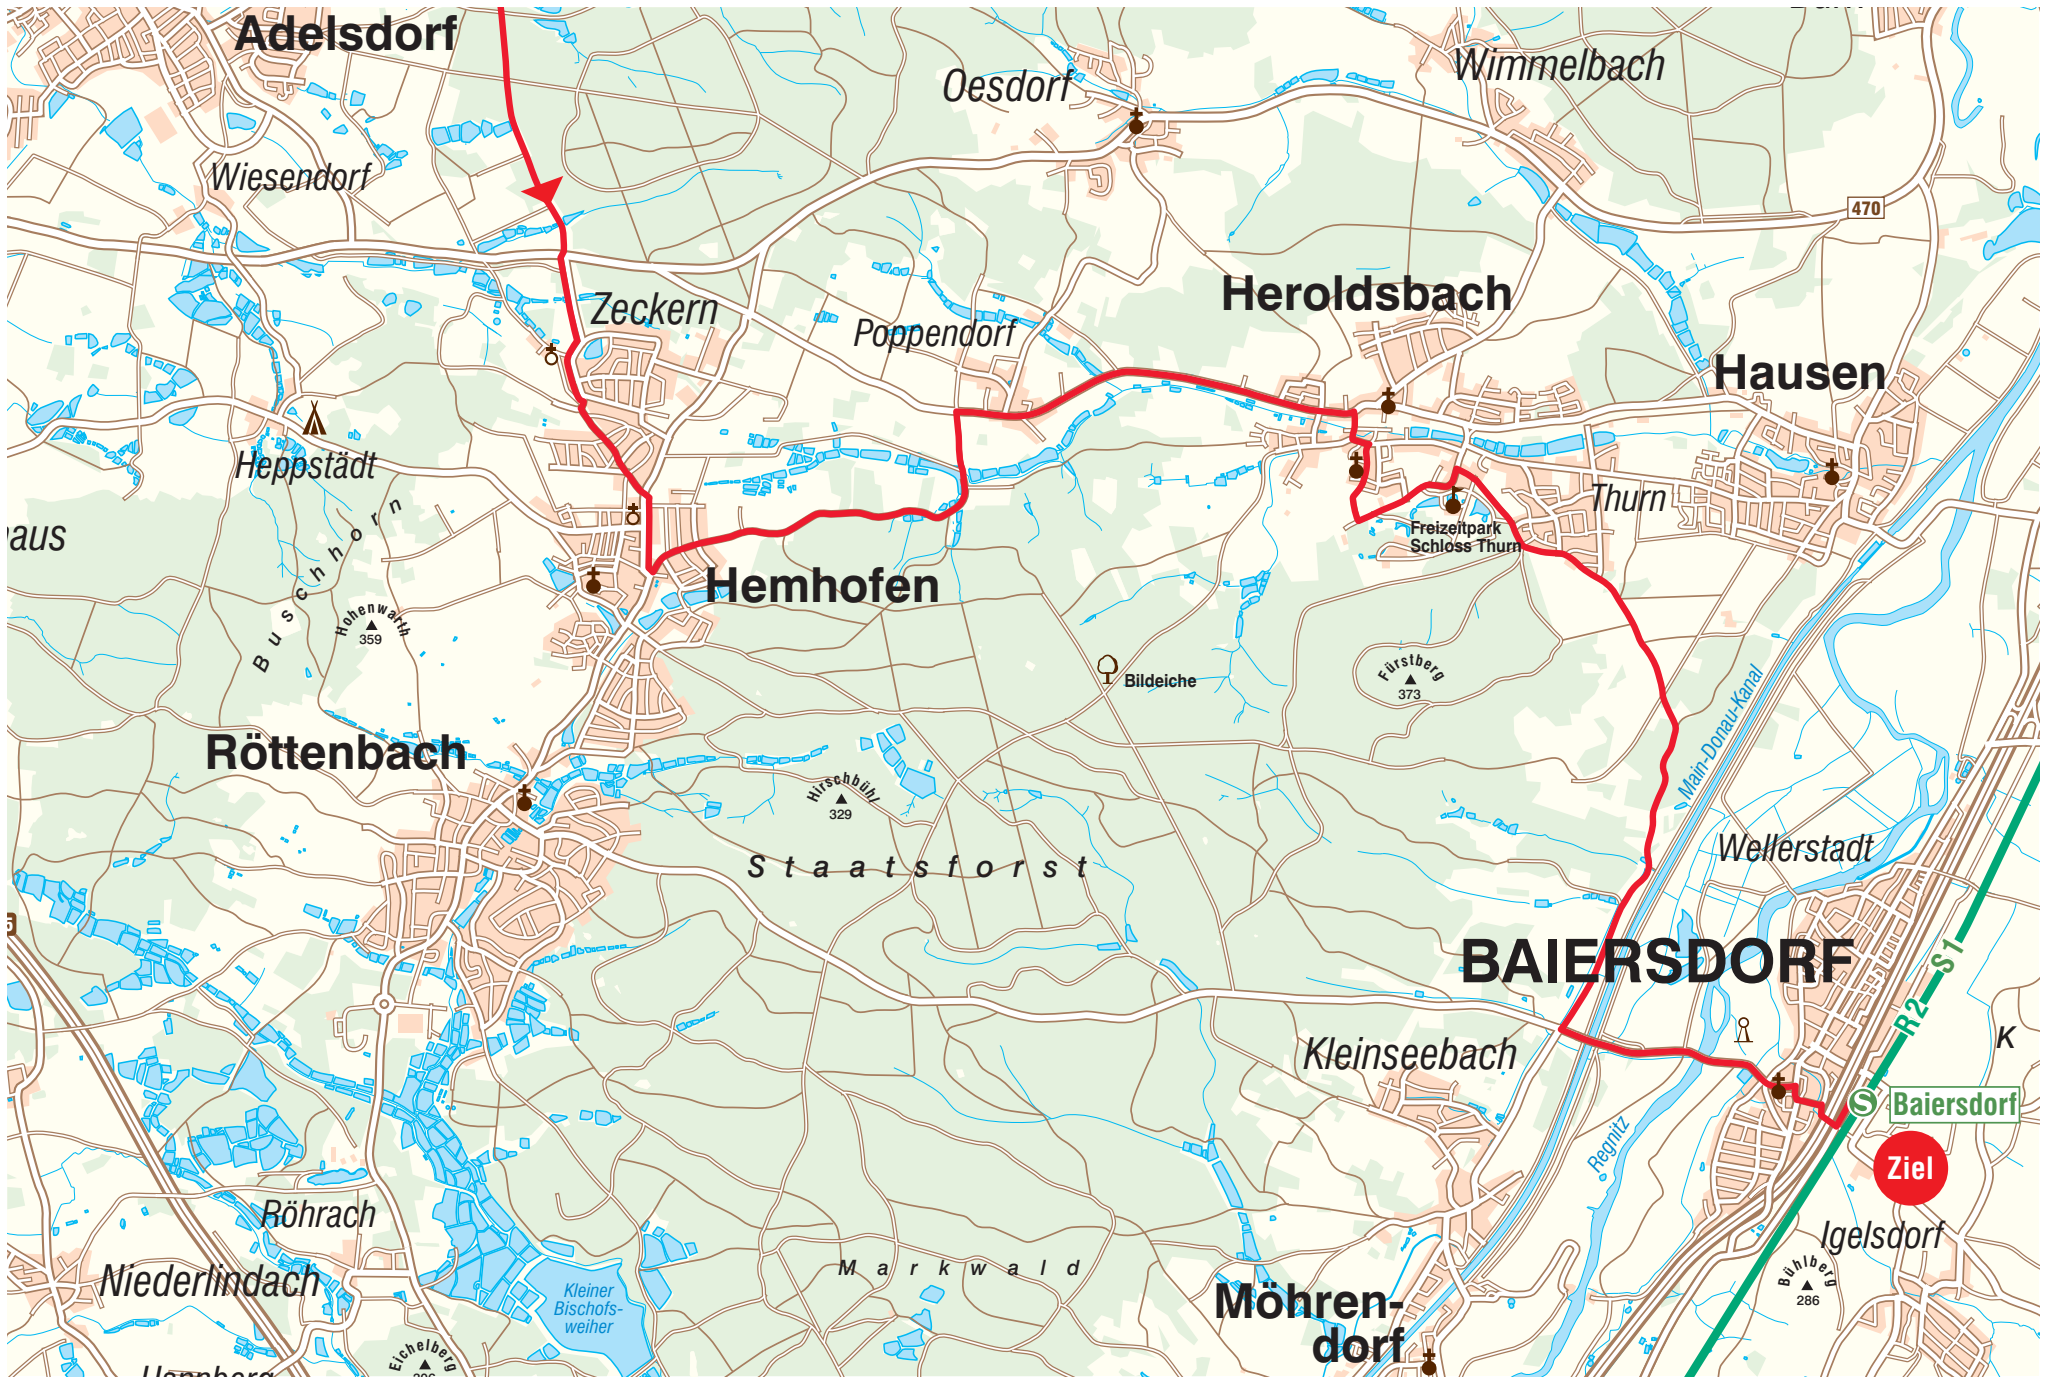 Adelsdorf
Oesdorf
Wimmelbach
Wiesendorf
470
Heroldsbach
Zeckern
Poppendorf
Hausen
Heppstädt
Thurn
Freizeitpark
Schloss Thurn
aus
Buschhorn
Hemhofen
Hohenwarth
359
Bildeiche
Fürstberg
373
Main-Donau-Kanal
Röttenbach
Hirschbühl
329
Wellerstadt
Staatsforst
5
BAIERSDORF
S1
R2
K
Kleinseebach
S
Baiersdorf
Regnitz
Ziel
Röhrach
Igelsdorf
Markwald
Niederlindach
Kleiner
Bischofs-
weiher
Bühlberg
286
Möhren-
dorf
Eichelberg